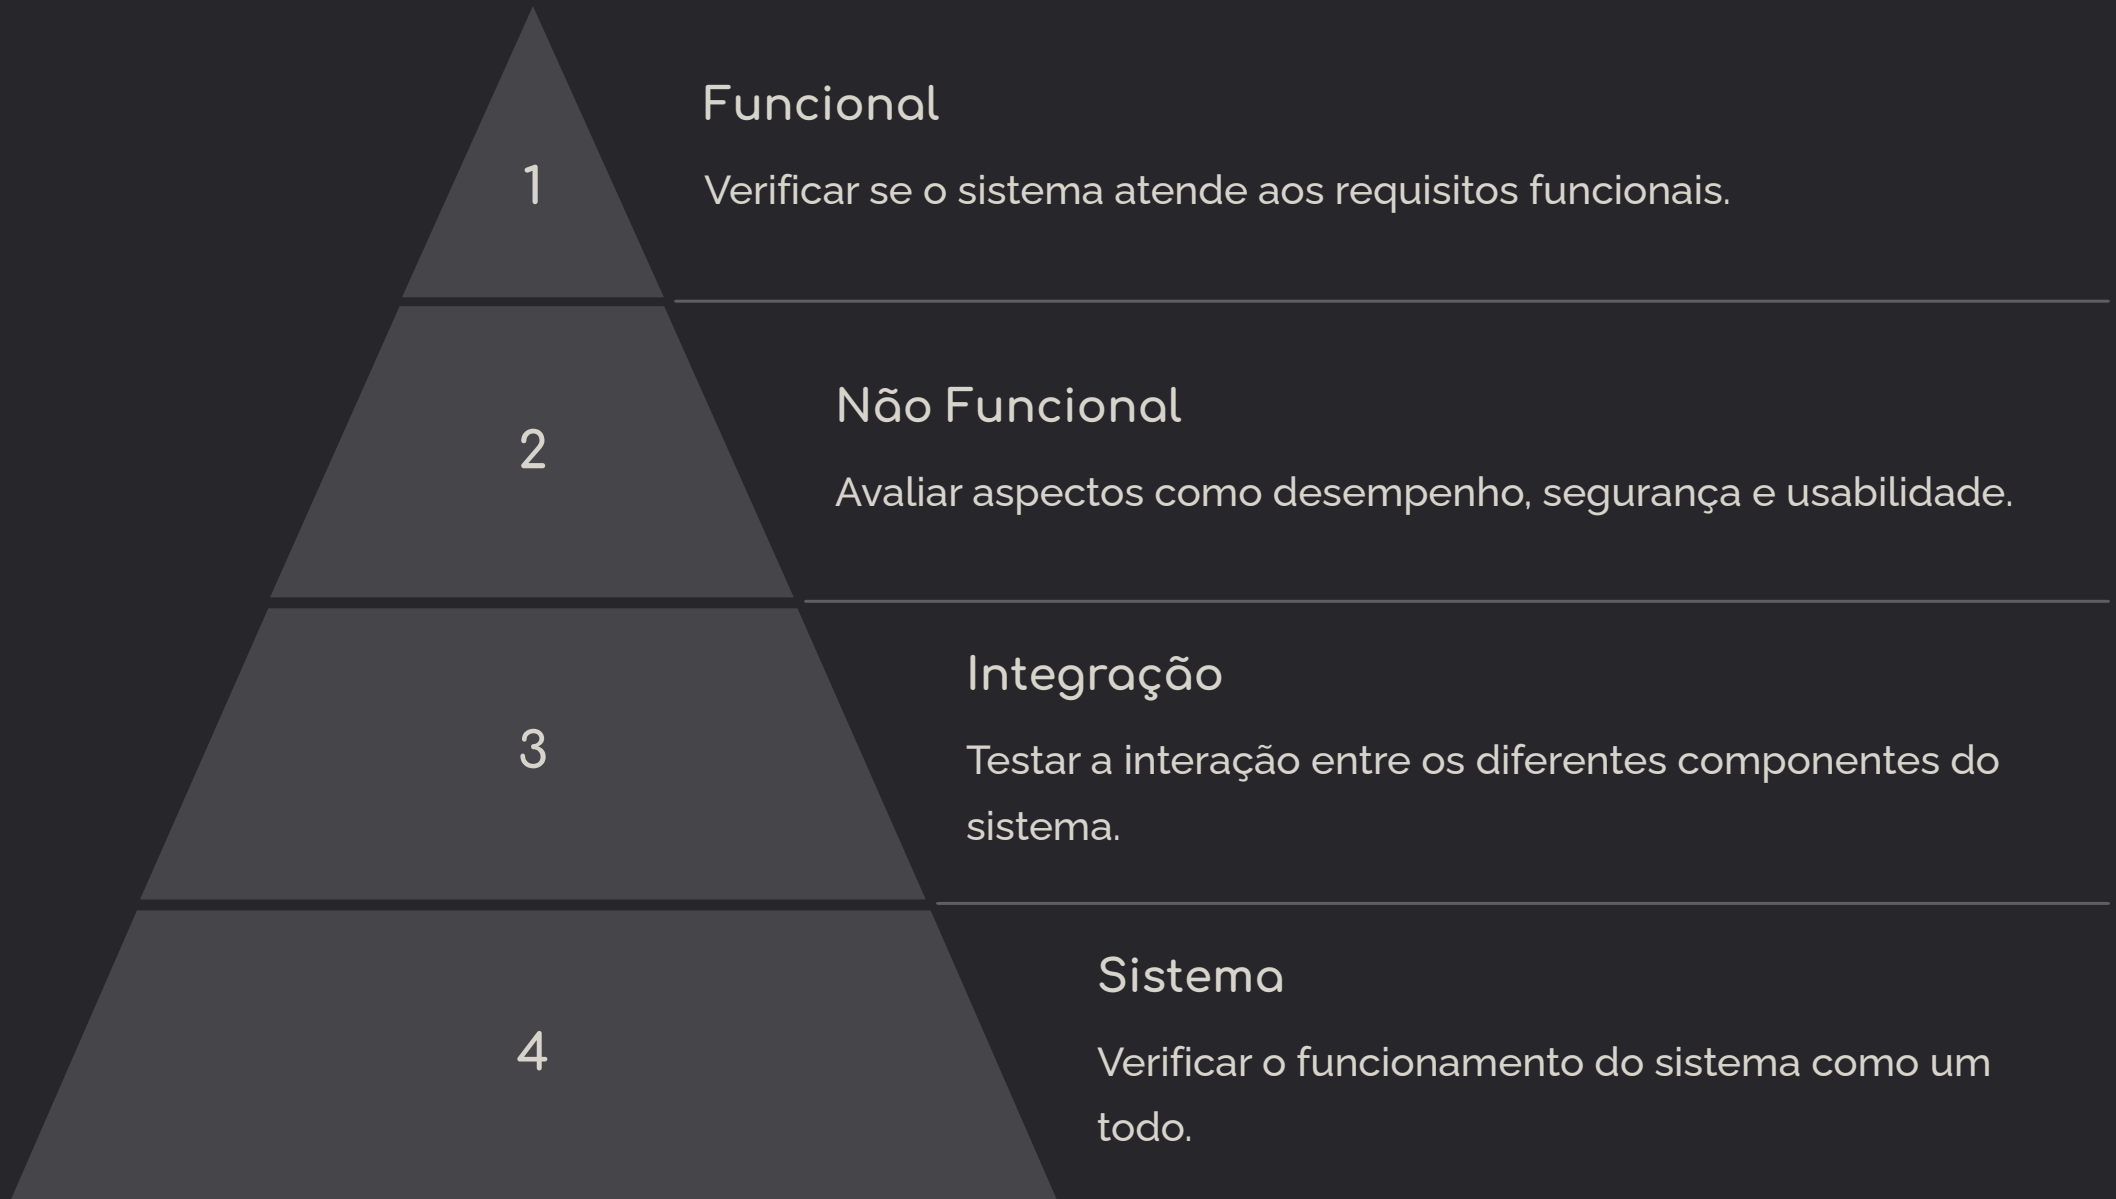 1
Funcional
Verificar se o sistema atende aos requisitos funcionais.
2
Não Funcional
Avaliar aspectos como desempenho, segurança e usabilidade.
3
Integração
Testar a interação entre os diferentes componentes do
sistema.
4
Sistema
Verificar o funcionamento do sistema como um
todo.